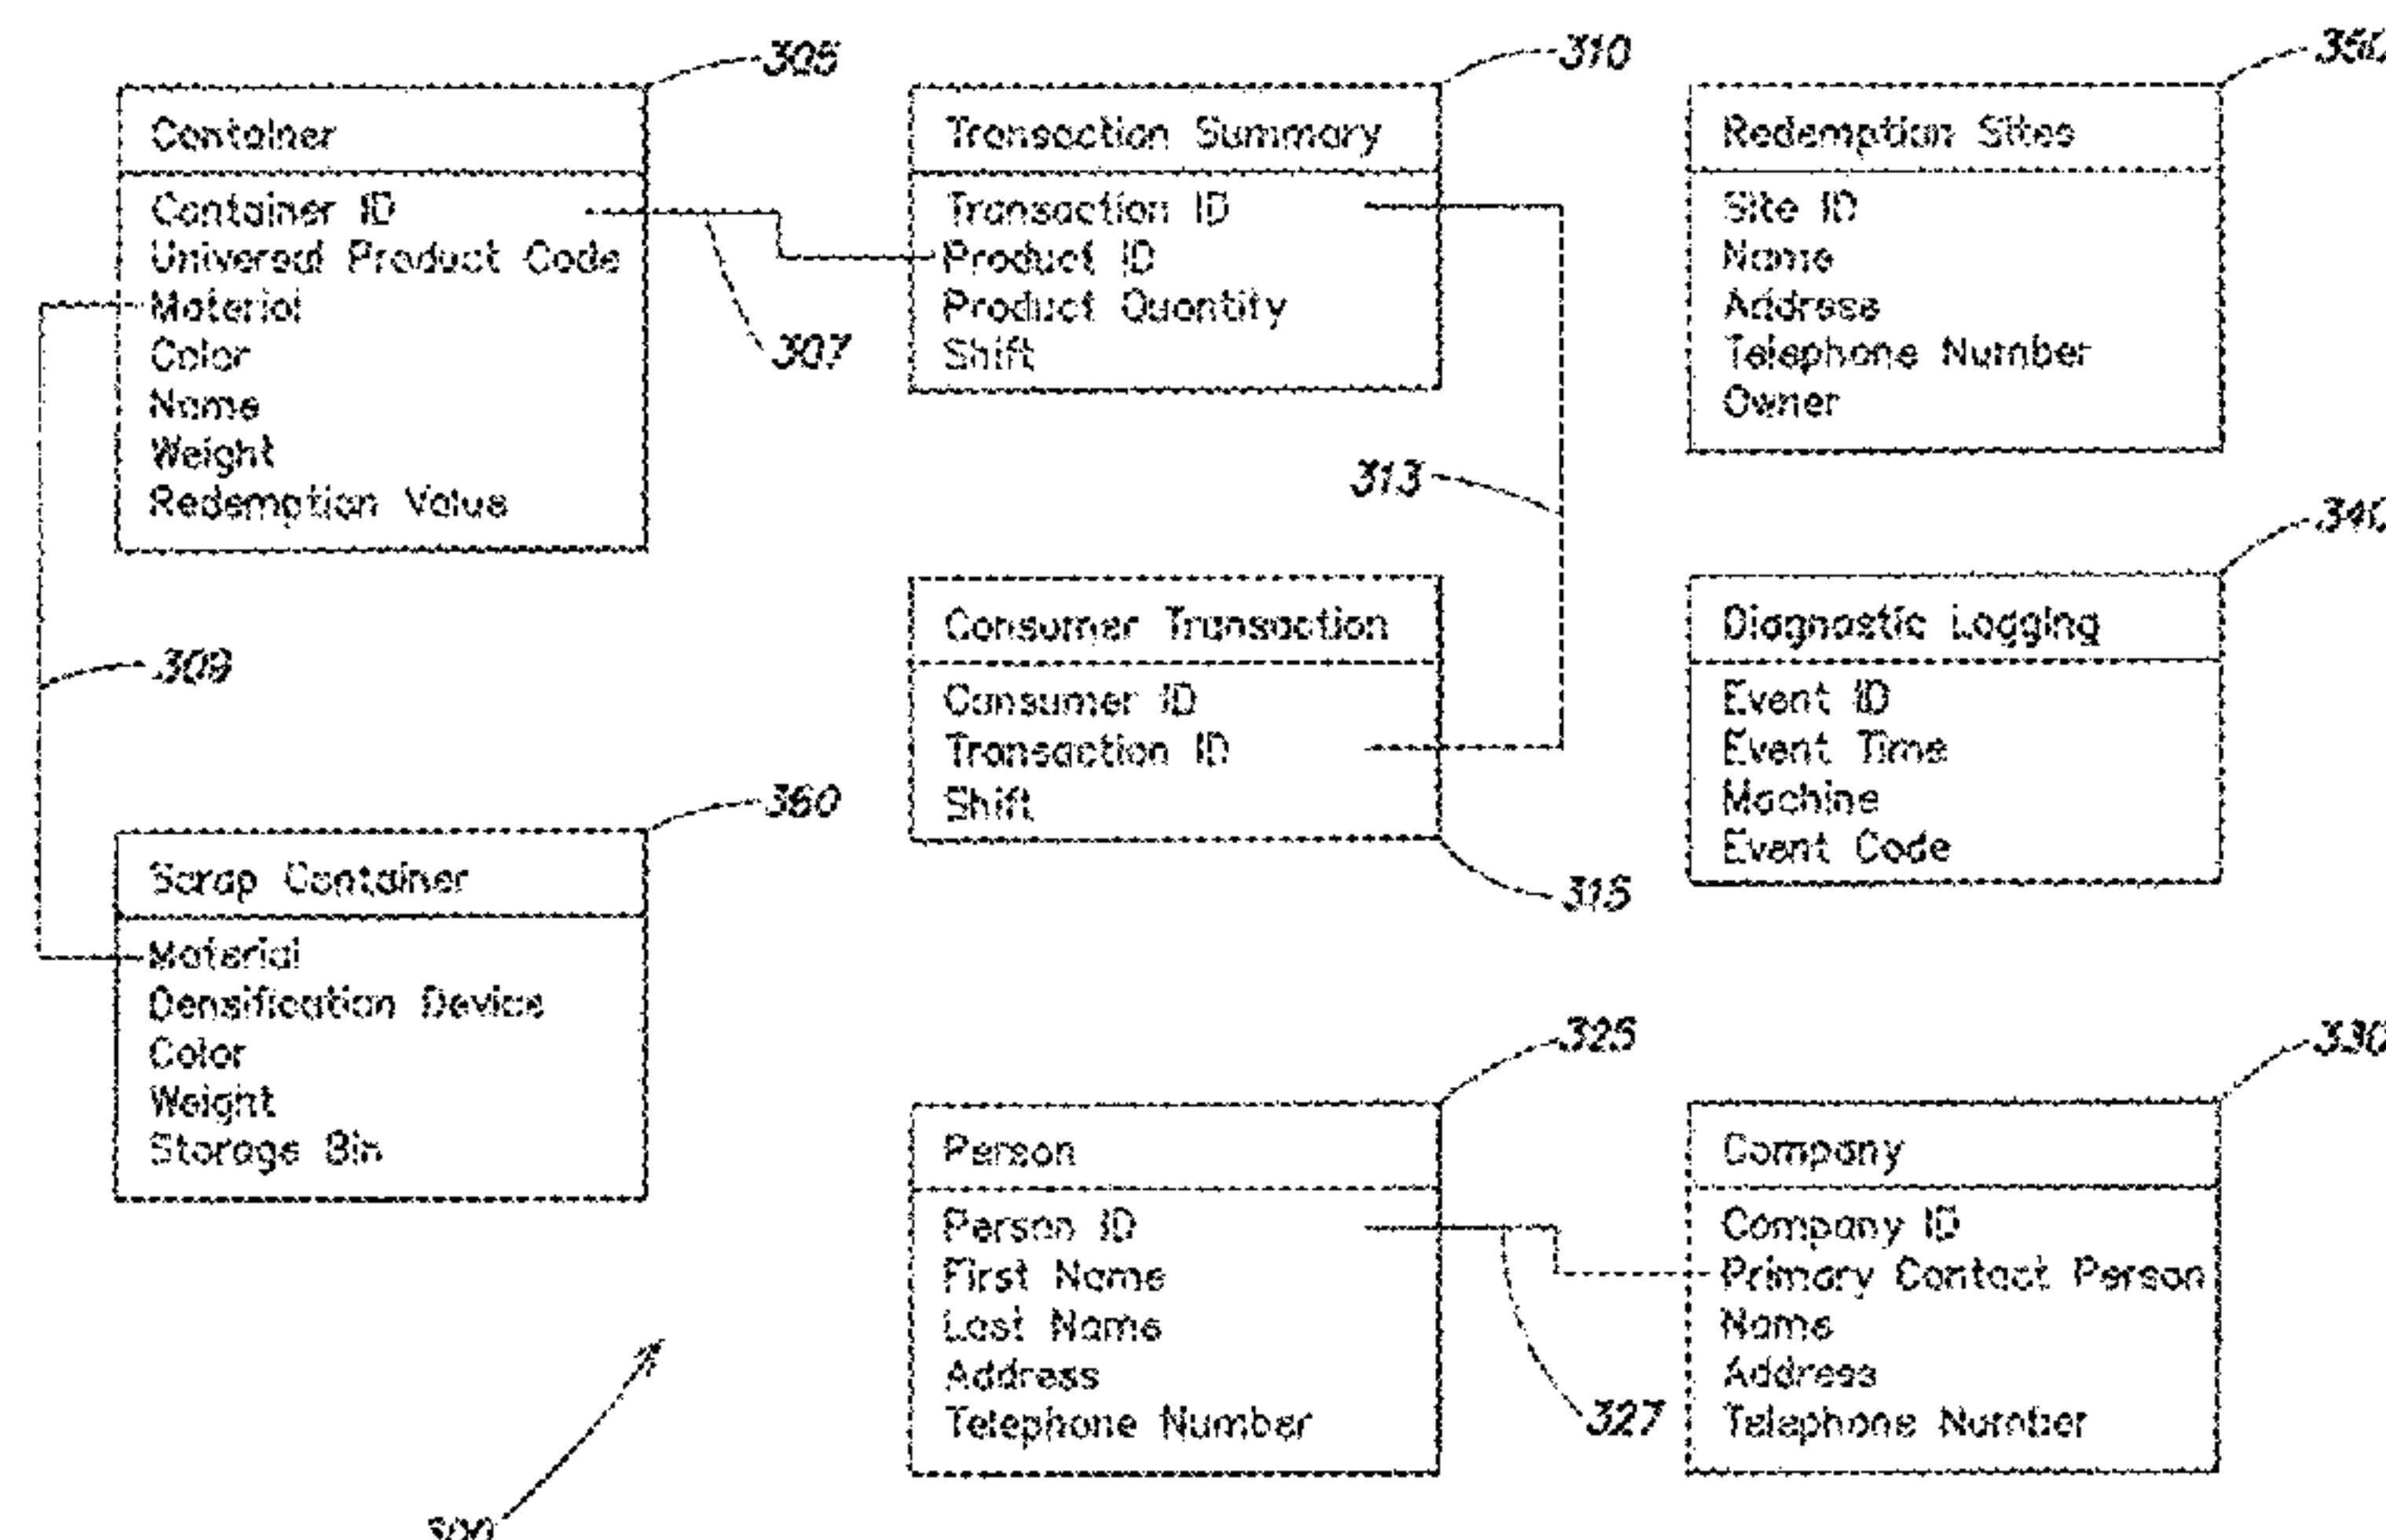 305
Container
Container ID
Universal Product Code
Material
Color
Name
Weight
Redemption Value
307
309
310
Transaction Summary
Transaction ID
Product ID
Product Quantity
Shift
313
350
Redemption Sites
Site ID
Name
Address
Telephone Number
Owner
Consumer Transaction
Consumer ID
Transaction ID
Shift
315
340
Diagnostic Logging
Event ID
Event Time
Machine
Event Code
360
Scrap Container
Material
Densification Device
Color
Weight
Storage Bin
325
Person
Person ID
First Name
Last Name
Address
Telephone Number
327
330
Company
Company ID
Primary Contact Person
Name
Address
Telephone Number
300